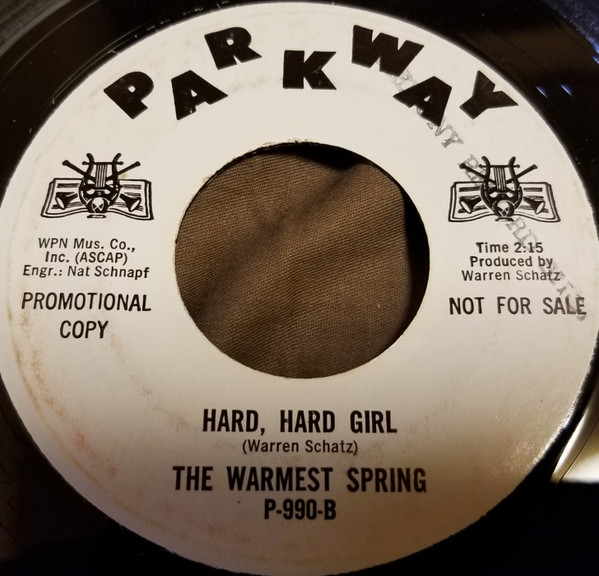 PARKWAY
WPN Mus. Co.,
Inc. (ASCAP)
Engr.: Nat Schnapf
PROMOTIONAL
COPY
Time 2:15
Produced by
Warren Schatz
NOT FOR SALE
HARD, HARD GIRL
(Warren Schatz)
THE WARMEST SPRING
P-990-B